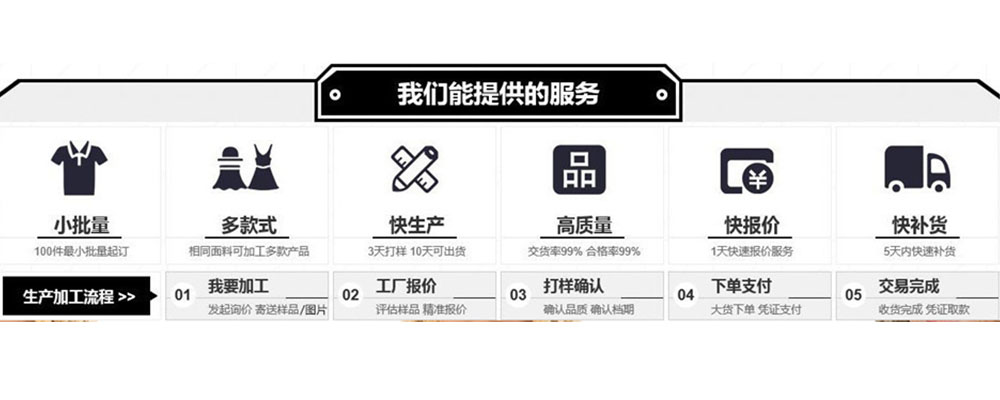 我们能提供的服务
小批量
100件最小批量起订
多款式
相同面料可加工多款产品
快生产
3天打样 10天可出货
高质量
交货率99% 合格率99%
快报价
1天快速报价服务
快补货
5天内快速补货
生产加工流程 >>
01
我要加工
发起询价 寄送样品/图片
02
工厂报价
评估样品 精准报价
03
打样确认
确认品质 确认档期
04
下单支付
大货下单 凭证支付
05
交易完成
收货完成 凭证取款